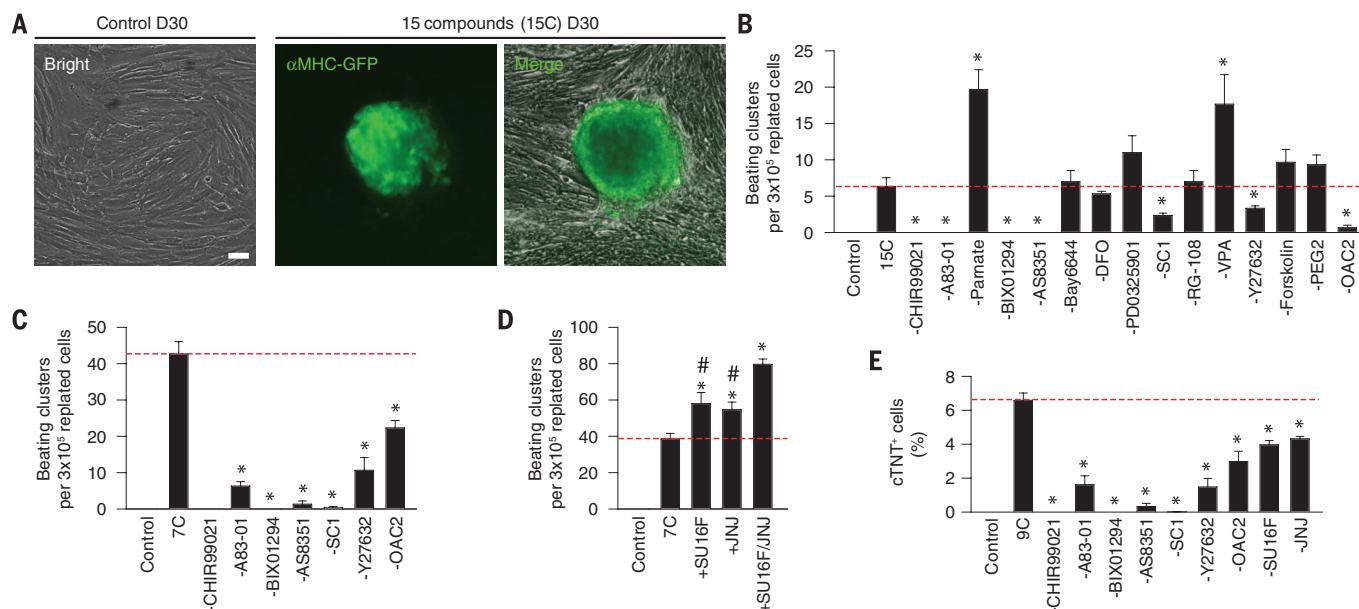 A
Control D30
15 compounds (15C) D30
Bright
αMHC-GFP
Merge
B
Beating clusters
per 3x10⁵ replated cells
25
20
15
10
5
0
* * * * * * * * *
Control
15C
-CHIR99021
-A83-01
-Parnate
-BIX01294
-AS8351
-Bay6644
-DFO
-PD0325901
-SC1
-RG-108
-VPA
-Y27632
-Forskolin
-PEG2
-OAC2
C
Beating clusters
per 3x10⁵ replated cells
50
40
30
20
10
0
* * * * * *
Control
7C
-CHIR99021
-A83-01
-BIX01294
-AS8351
-SC1
-Y27632
-OAC2
D
Beating clusters
per 3x10⁵ replated cells
100
80
60
40
20
0
# #
* * *
Control
7C
+SU16F
+JNJ
+SU16F/JNJ
E
cTNT⁺ cells
(%)
8
6
4
2
0
* * * * * * * * *
Control
9C
-CHIR99021
-A83-01
-BIX01294
-AS8351
-SC1
-Y27632
-OAC2
-SU16F
-JNJ